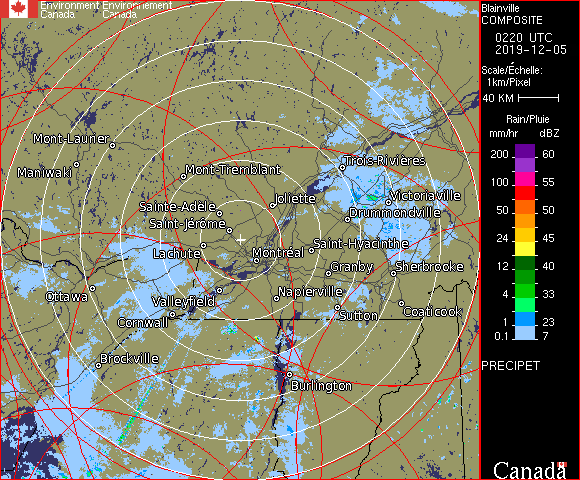 Environment Environnement
Canada Canada
Blainville
COMPOSITE
0220 UTC
2019-12-05
Scale/Échelle:
1km/Pixel
40 KM
Rain/Pluie
mm/hr dBZ
200 60
150 57
100 55
50 50
24 45
12 40
4 33
1 23
0.1 7
PRECIPET
Canada
Mont-Laurier
Maniwaki
Mont-Tremblant
Trois-Rivières
Joliette
Victoriaville
Sainte-Adèle
Drummondville
Saint-Jérôme
Lachute
Montréal
Saint-Hyacinthe
Granby
Sherbrooke
Ottawa
Valleyfield
Napierville
Cornwall
Sutton
Coaticook
Brockville
Burlington